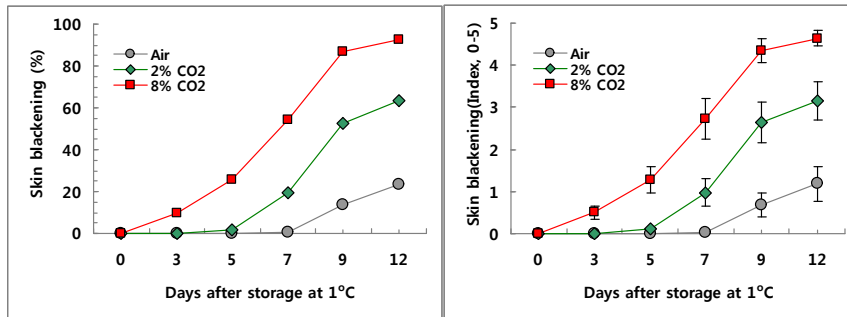 Skin blackening (%)
100
80
60
40
20
0
Air
2% CO2
8% CO2
0 3 5 7 9 12
Days after storage at 1°C
Skin blackening(Index, 0-5)
5
4
3
2
1
0
Air
2% CO2
8% CO2
0 3 5 7 9 12
Days after storage at 1°C